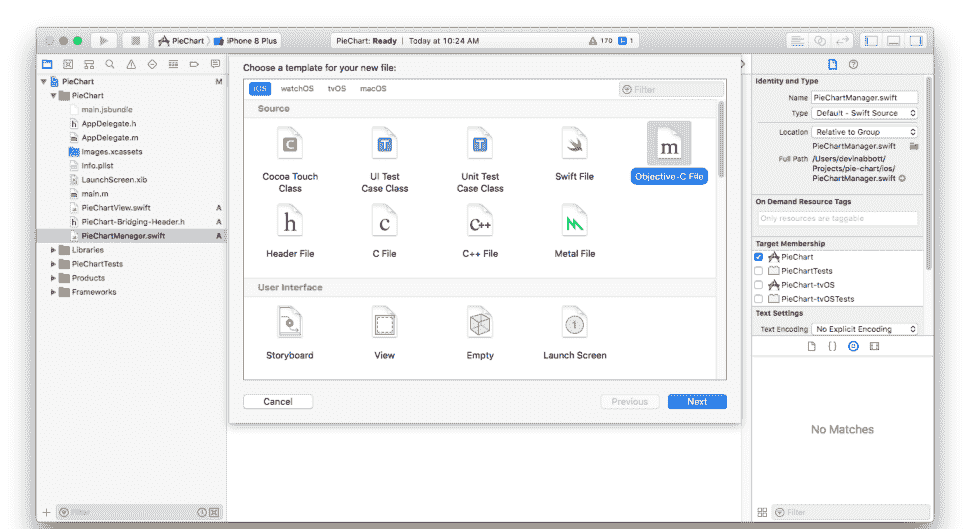 PieChart
iPhone 8 Plus
PieChart: Ready | Today at 10:24 AM
170
1
PieChart
M
PieChart
main.jsbundle
AppDelegate.h
AppDelegate.m
Images.xcassets
Info.plist
LaunchScreen.xib
main.m
PieChartView.swift
A
PieChart-Bridging-Header.h
A
PieChartManager.swift
A
Libraries
PieChartTests
Products
Frameworks
Filter
Choose a template for your new file:
iOS watchOS tvOS macOS
Filter
Source
Cocoa Touch
Class
UI Test
Case Class
Unit Test
Case Class
Swift File
Objective-C File
Header File
C File
C++ File
Metal File
User Interface
Storyboard
View
Empty
Launch Screen
Cancel
Previous
Next
Identity and Type
Name PieChartManager.swift
Type Default - Swift Source
Location Relative to Group
PieChartManager.swift
Full Path /Users/devinabbott/
Projects/pie-chart/ios/
PieChartManager.swift
On Demand Resource Tags
Only resources are taggable
Target Membership
PieChart
PieChartTests
PieChart-tvOS
PieChart-tvOSTests
Text Settings
Text Encoding No Explicit Encoding
No Matches
Filter